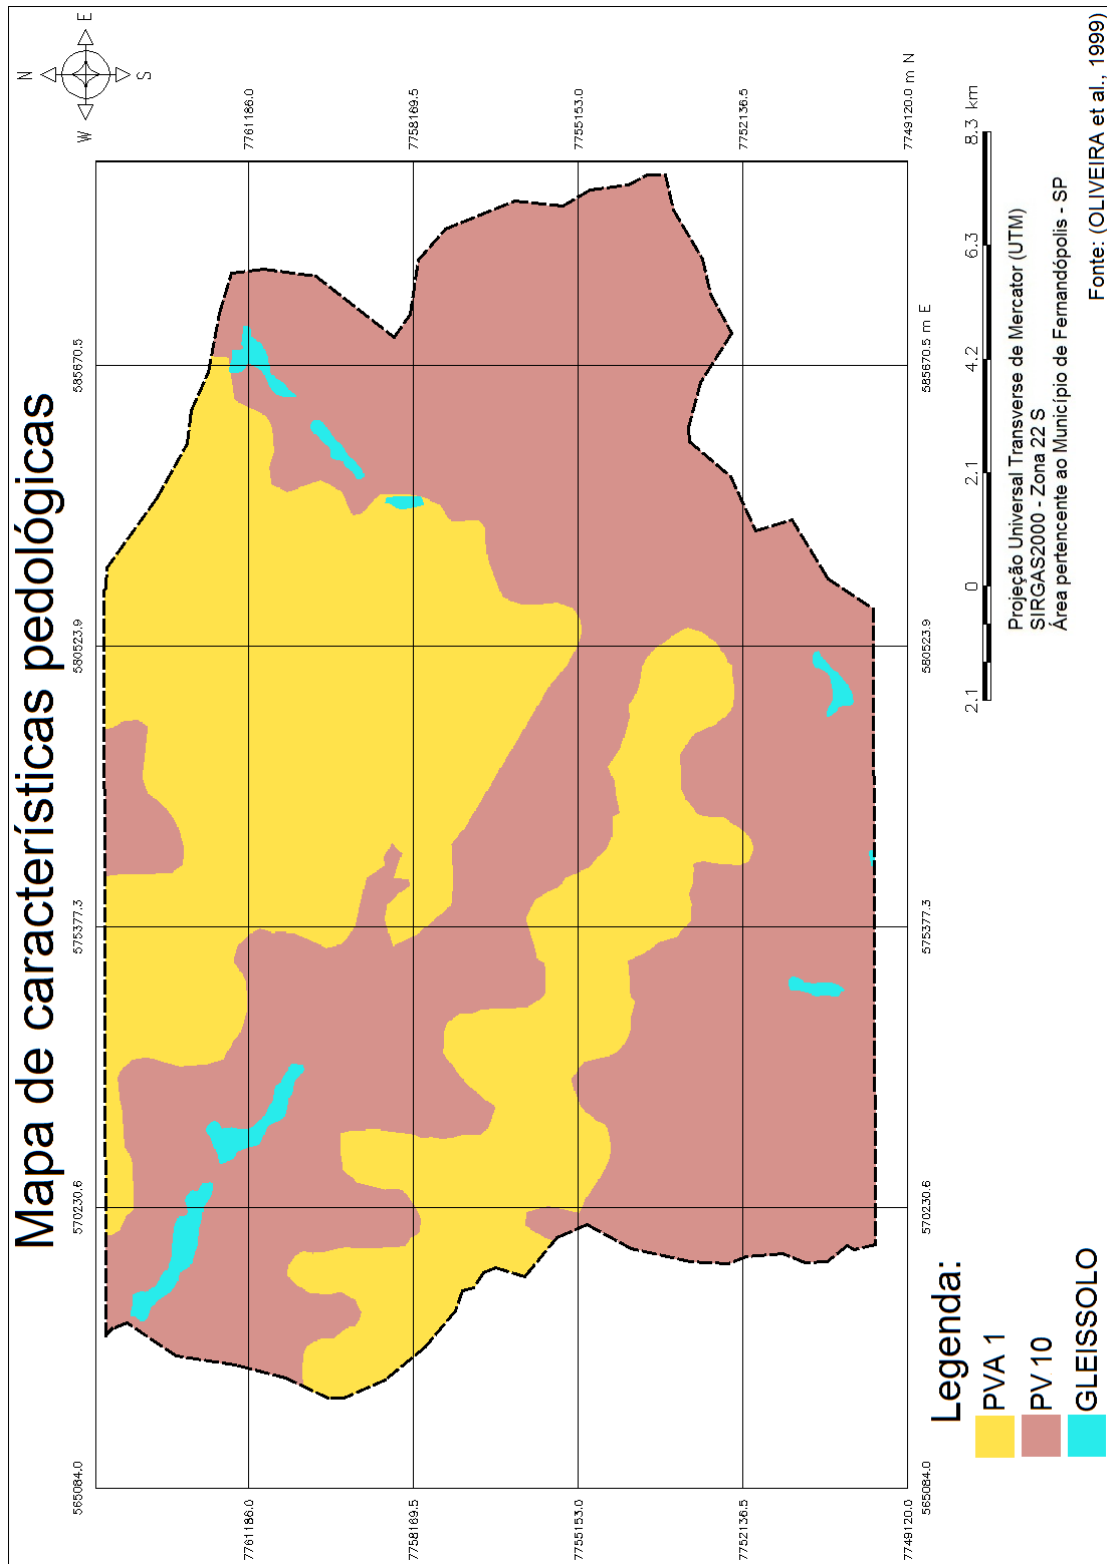 Mapa de características pedológicas
N
W
E
S
565084.0
570230.6
575377.3
580523.9
585670.5 m E
7761186.0
7761186.0
7758169.5
7758169.5
7755153.0
7755153.0
7752136.5
7752136.5
7749120.0
7749120.0 m N
565084.0
570230.6
575377.3
580523.9
585670.5
Legenda:
PVA 1
PV 10
GLEISSOLO
2.1 0 2.1 4.2 6.3 8.3 km
Projeção Universal Transverse de Mercator (UTM)
SIRGAS2000 - Zona 22 S
Área pertencente ao Município de Fernandópolis - SP
Fonte: (OLIVEIRA et al., 1999)